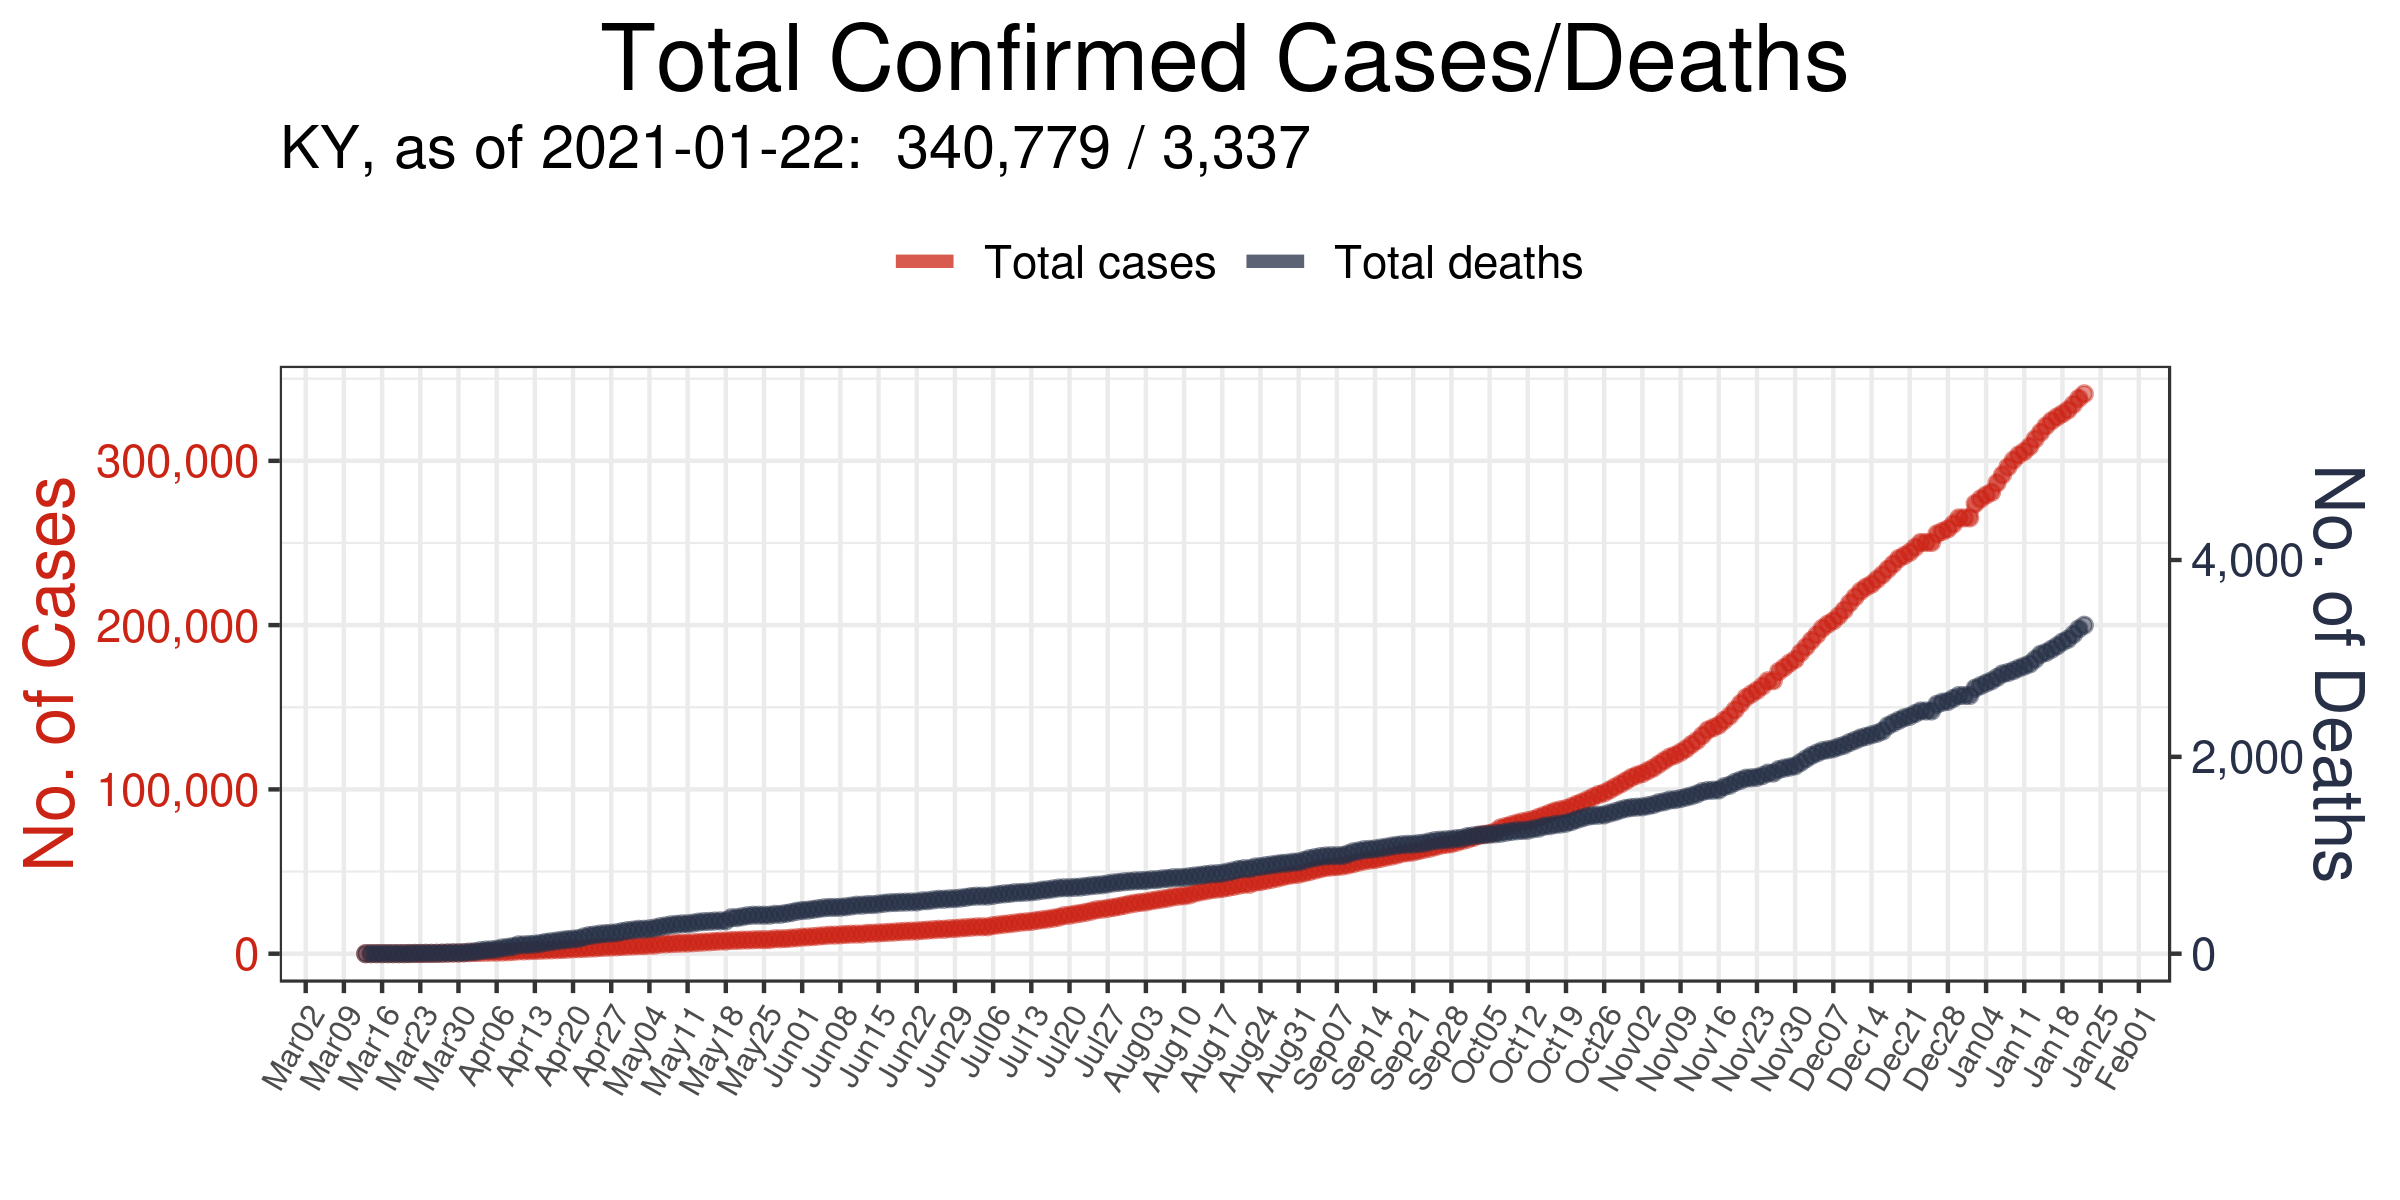 Total Confirmed Cases/Deaths
KY, as of 2021-01-22:  340,779 / 3,337
Total cases
Total deaths
No. of Cases
300,000
200,000
100,000
0
4,000
2,000
0
No. of Deaths
Mar02
Mar09
Mar16
Mar23
Mar30
Apr06
Apr13
Apr20
Apr27
May04
May11
May18
May25
Jun01
Jun08
Jun15
Jun22
Jun29
Jul06
Jul13
Jul20
Jul27
Aug03
Aug10
Aug17
Aug24
Aug31
Sep07
Sep14
Sep21
Sep28
Oct05
Oct12
Oct19
Oct26
Nov02
Nov09
Nov16
Nov23
Nov30
Dec07
Dec14
Dec21
Dec28
Jan04
Jan11
Jan18
Jan25
Feb01